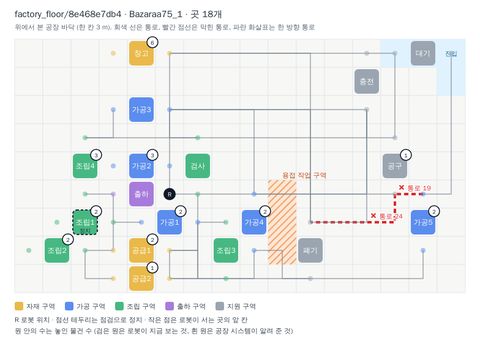 factory_floor/8e468e7db4 · Bazaraa75_1 · 곳 18개
위에서 본 공장 바닥 (한 칸 3 m). 회색 선은 통로, 빨간 점선은 막힌 통로, 파란 화살표는 한 방향 통로
창고 6
진입
충전
가공3
조립4 3
가공2 3
검사
공구 1
용접 작업 구역
출하
R
통로 19
조립1 2
가공1 2
가공4 2
통로 24
가공5 2
조립2 2
가공1 2
조립3
폐기
공급2 1
자재 구역
가공 구역
조립 구역
출하 구역
지원 구역
R 로봇 위치 · 점선 테두리는 점검으로 정지 · 작은 점은 로봇이 서는 곳의 앞 칸
원 안의 수는 놓인 물건 수 (검은 원은 로봇이 지금 보는 것, 흰 원은 공장 시스템이 알려 준 것)